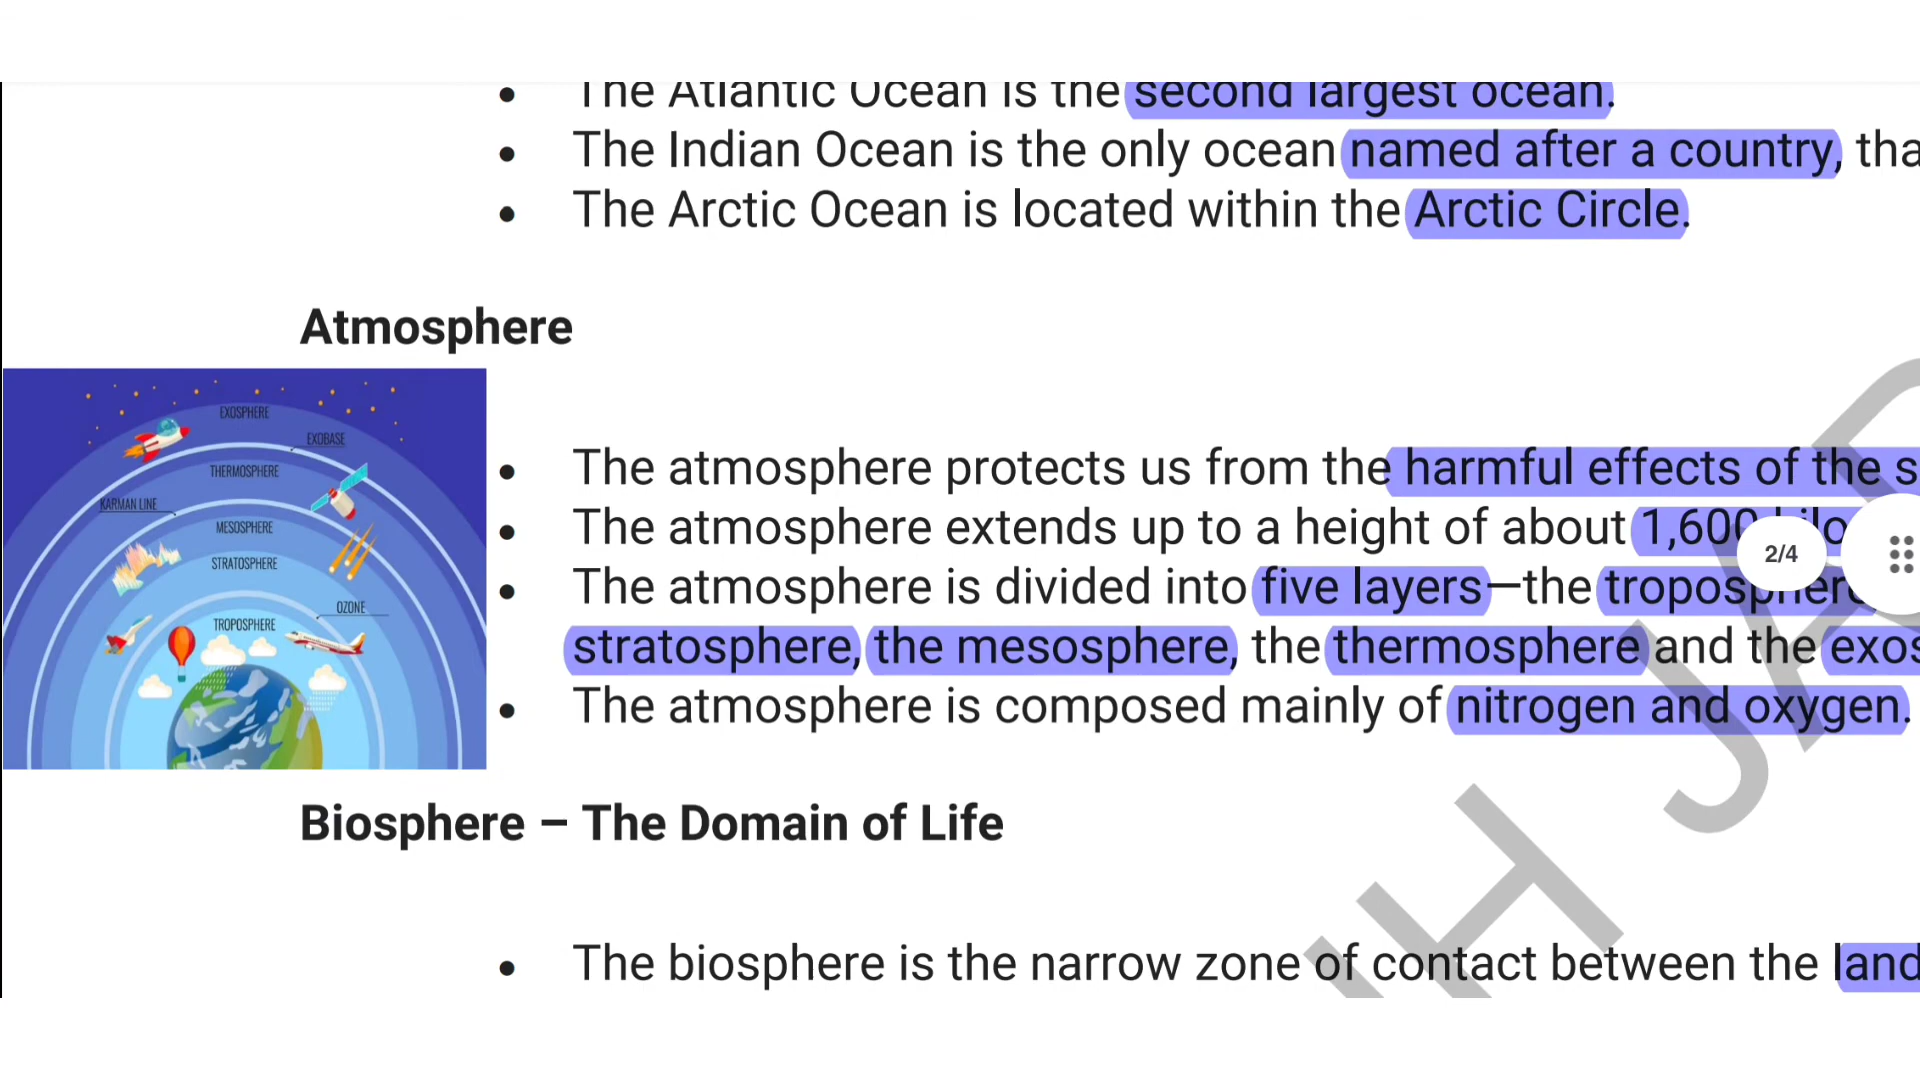 The Atlantic Ocean is the second largest ocean.
The Indian Ocean is the only ocean named after a country,
The Arctic Ocean is located within the Arctic Circle.
Atmosphere
EXOSPHERE
EXOBASE
THERMOSPHERE
KARMAN LINE
MESOSPHERE
STRATOSPHERE
OZONE
TROPOSPHERE
The atmosphere protects us from the harmful effects of the
The atmosphere extends up to a height of about 1,600
2/4
The atmosphere is divided into five layers—the troposphere,
stratosphere, the mesosphere, the thermosphere and the
The atmosphere is composed mainly of nitrogen and oxygen.
Biosphere – The Domain of Life
The biosphere is the narrow zone of contact between the land